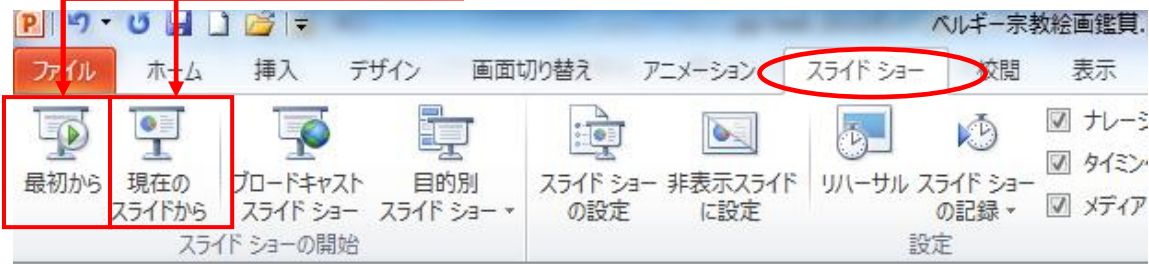 ベルギー宗教絵画鑑賞.
ファイル ホーム 挿入 デザイン 画面切り替え アニメーション スライド ショー 校閲 表示
最初から 現在の ブロードキャスト 目的別 スライド ショー 非表示スライド リハーサル スライド ショー ナレーシ
スライドから スライド ショー スライド ショー の設定 に設定 の記録 タイミン
メディア
スライド ショーの開始 設定